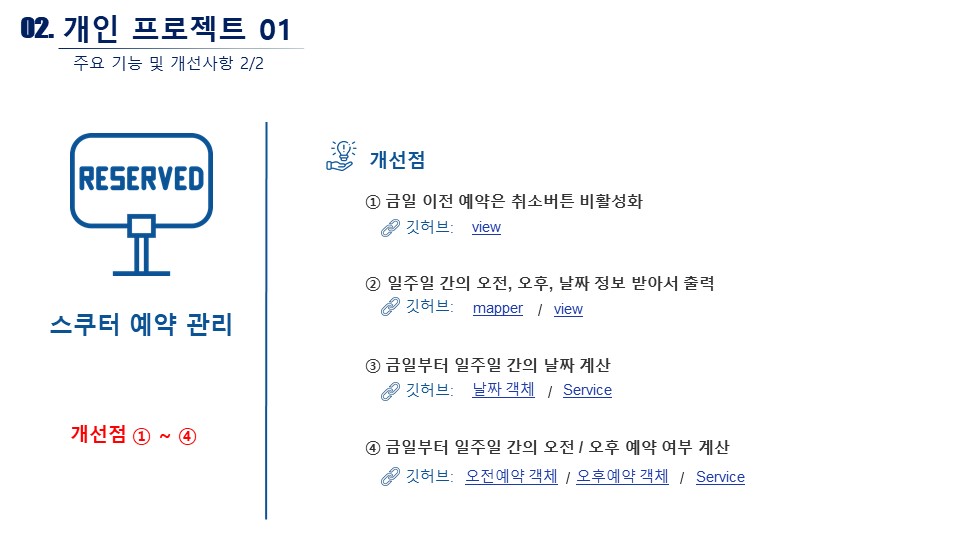 02. 개인 프로젝트 01
주요 기능 및 개선사항 2/2
RESERVED
스쿠터 예약 관리
개선점 ① ~ ④
개선점
① 금일 이전 예약은 취소버튼 비활성화
깃허브: view
② 일주일 간의 오전, 오후, 날짜 정보 받아서 출력
깃허브: mapper / view
③ 금일부터 일주일 간의 날짜 계산
깃허브: 날짜 객체 / Service
④ 금일부터 일주일 간의 오전 / 오후 예약 여부 계산
깃허브: 오전예약 객체 / 오후예약 객체 / Service